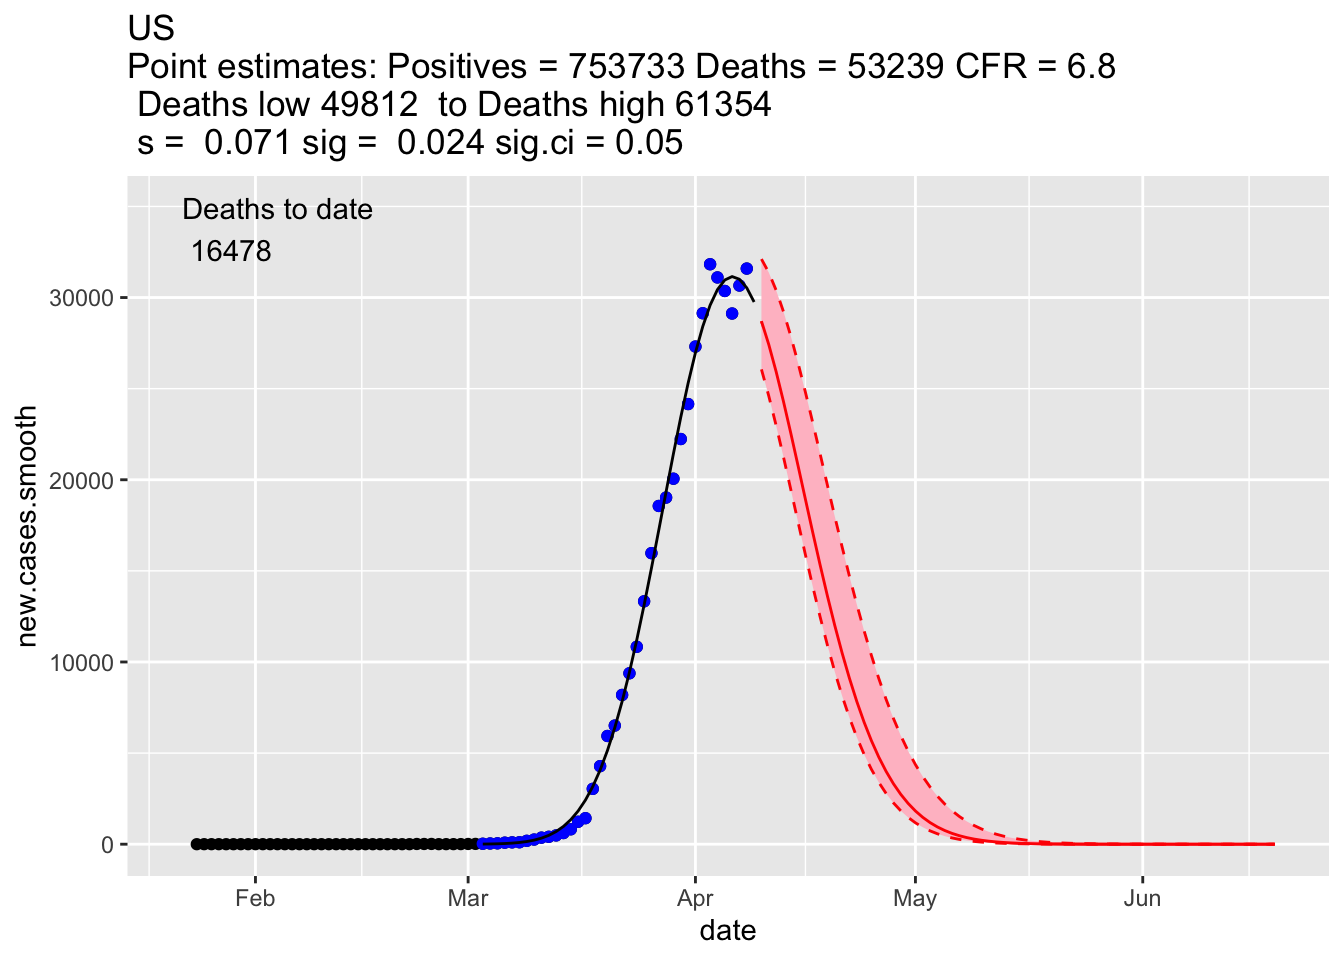 US
Point estimates: Positives = 753733 Deaths = 53239 CFR = 6.8
Deaths low 49812  to Deaths high 61354
s =  0.071 sig =  0.024 sig.ci = 0.05
Deaths to date
16478
new.cases.smooth
30000
20000
10000
0
Feb Mar Apr May Jun
date